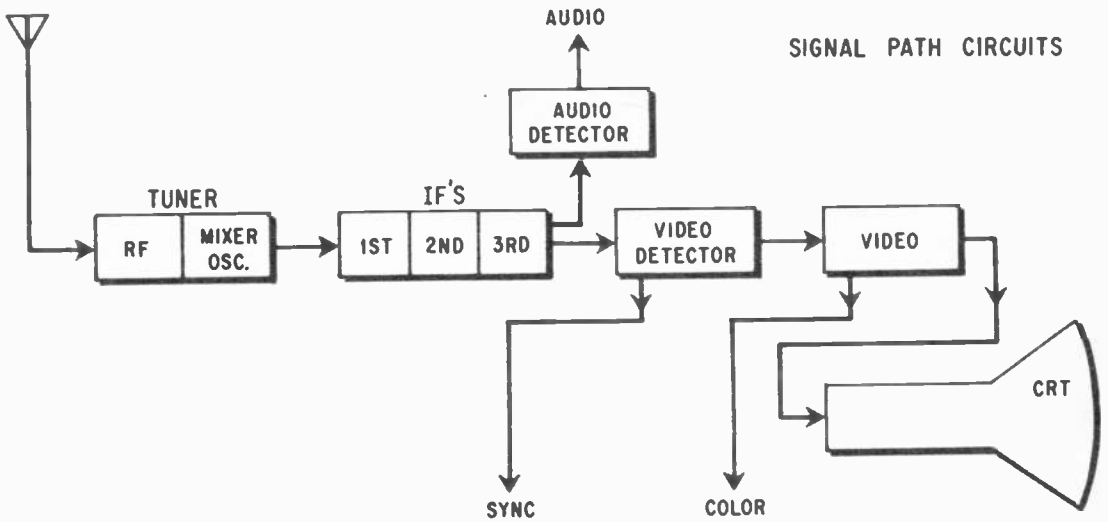 AUDIO
SIGNAL PATH CIRCUITS
AUDIO
DETECTOR
TUNER
IF'S
RF
MIXER
OSC.
1ST
2ND
3RD
VIDEO
DETECTOR
VIDEO
CRT
SYNC
COLOR